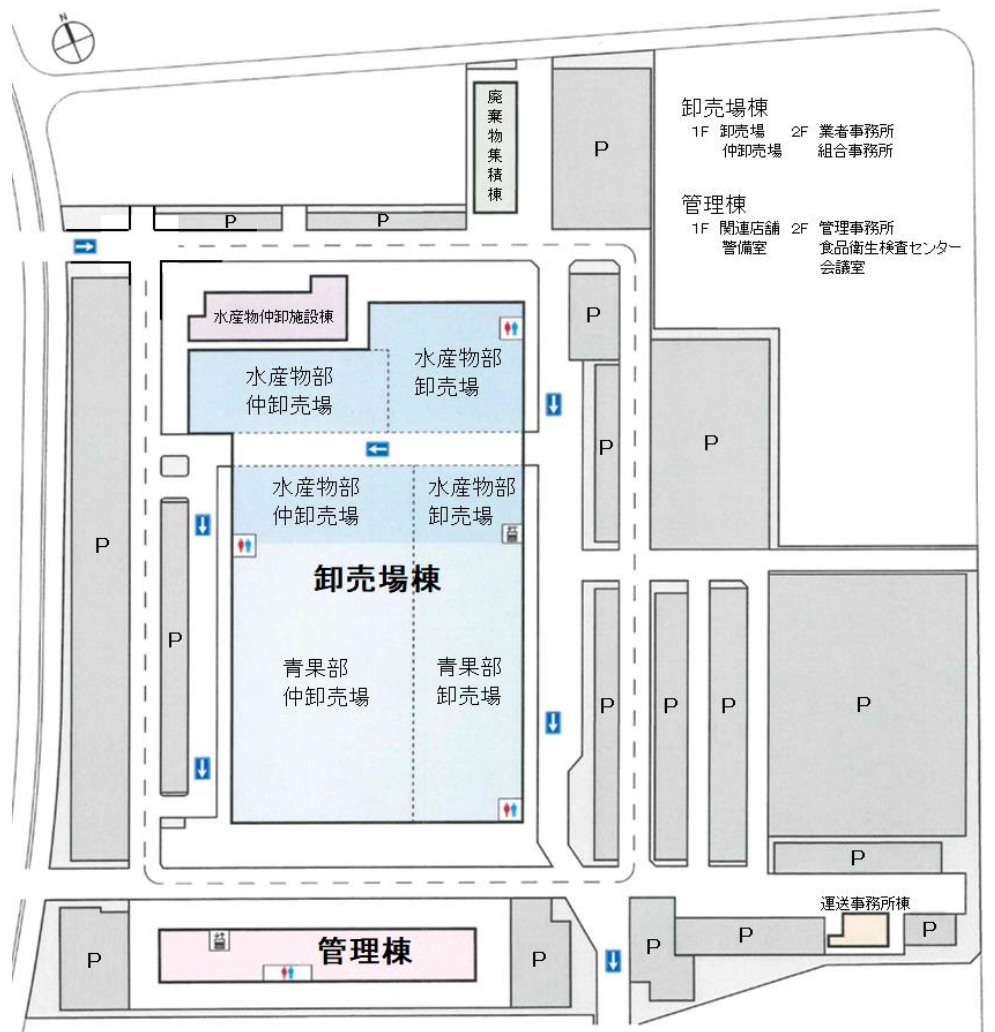 N
廃棄物集積棟
P
卸売場棟
1F 卸売場 2F 業者事務所
仲卸売場 組合事務所
管理棟
1F 関連店舗 2F 管理事務所
警備室 食品衛生検査センター
会議室
P
P
水産物仲卸施設棟
P
水産物部
卸売場
水産物部
仲卸売場
P
P
水産物部
仲卸売場
水産物部
卸売場
P
卸売場棟
P
青果部
仲卸売場
青果部
卸売場
P
P
P
P
P
運送事務所棟
P
管理棟
P
P
P
P